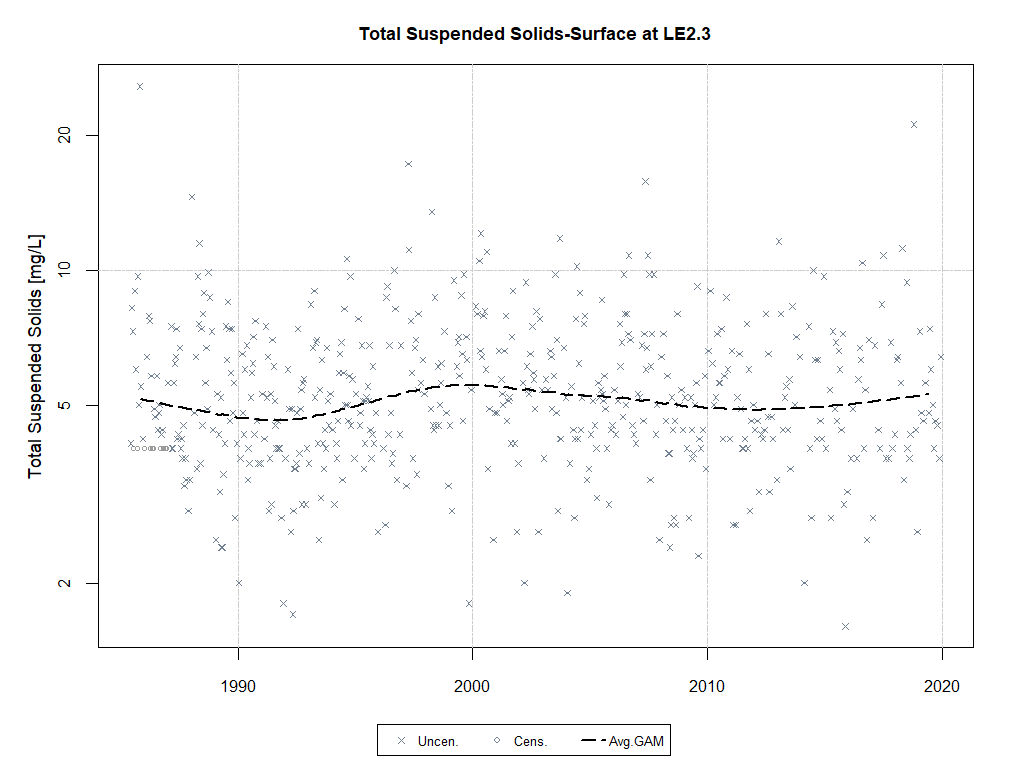 Total Suspended Solids-Surface at LE2.3
Total Suspended Solids [mg/L]
20
10
5
2
1990
2000
2010
2020
Uncen.
Cens.
Avg.GAM